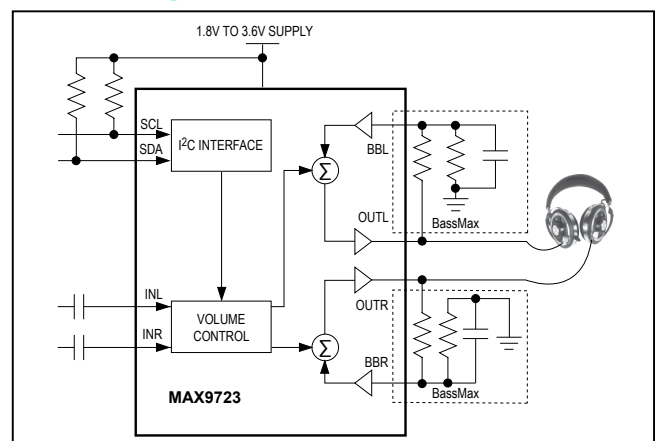 1.8V TO 3.6V SUPPLY
SCL
SDA
I²C INTERFACE
BBL
Σ
OUTL
BassMax
INL
INR
VOLUME
CONTROL
OUTR
Σ
BBR
BassMax
MAX9723